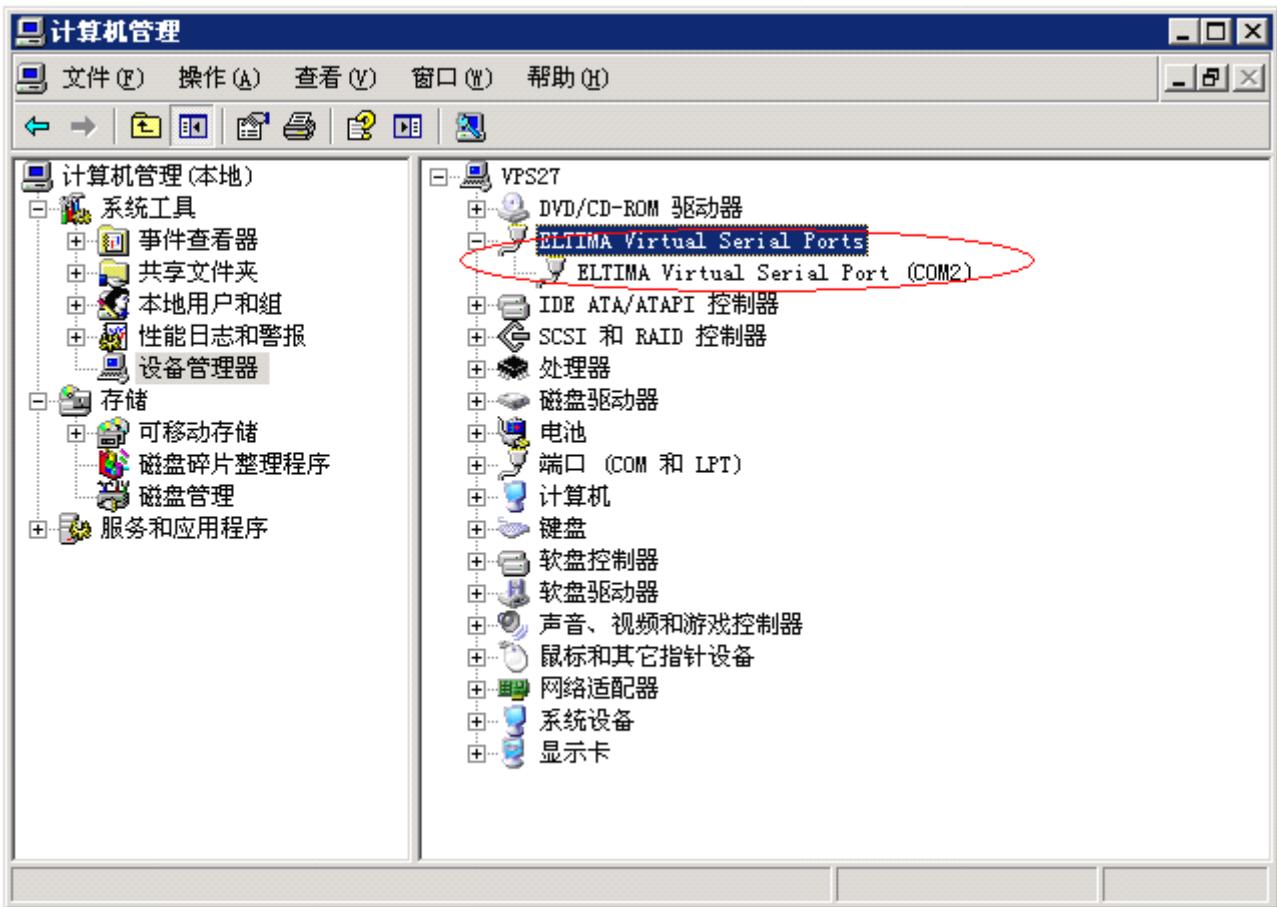 计算机管理
文件(F) 操作(A) 查看(V) 窗口(W) 帮助(H)
计算机管理(本地)
系统工具
事件查看器
共享文件夹
本地用户和组
性能日志和警报
设备管理器
存储
可移动存储
磁盘碎片整理程序
磁盘管理
服务和应用程序
VPS27
DVD/CD-ROM 驱动器
ELTIMA Virtual Serial Ports
ELTIMA Virtual Serial Port (COM2)
IDE ATA/ATAPI 控制器
SCSI 和 RAID 控制器
处理器
磁盘驱动器
电池
端口 (COM 和 LPT)
计算机
键盘
软盘控制器
软盘驱动器
声音、视频和游戏控制器
鼠标和其它指针设备
网络适配器
系统设备
显示卡